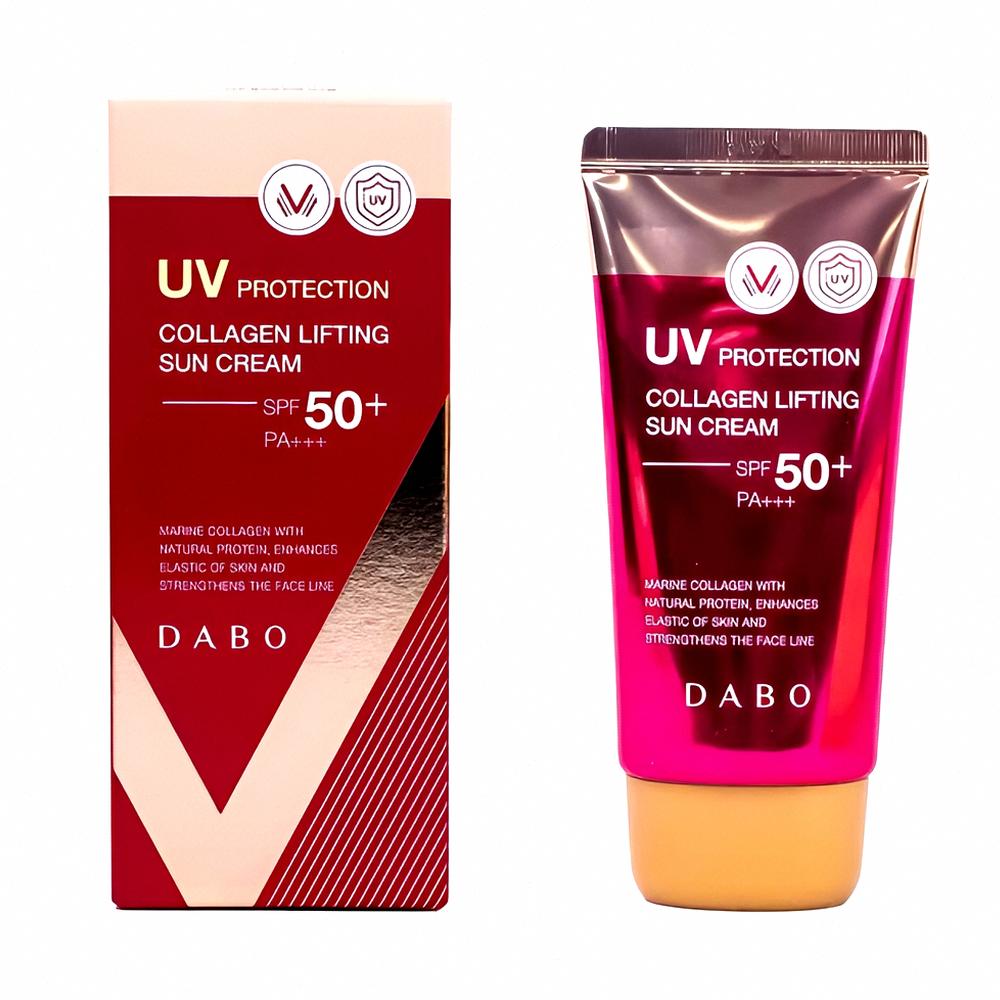 UV PROTECTION
COLLAGEN LIFTING
SUN CREAM
SPF 50+
PA+++
MARINE COLLAGEN WITH
NATURAL PROTEIN, ENHANCES
ELASTIC OF SKIN AND
STRENGTHENS THE FACE LINE
DABO
UV
UV PROTECTION
COLLAGEN LIFTING
SUN CREAM
SPF 50+
PA+++
MARINE COLLAGEN WITH
NATURAL PROTEIN, ENHANCES
ELASTIC OF SKIN AND
STRENGTHENS THE FACE LINE
DABO
UV